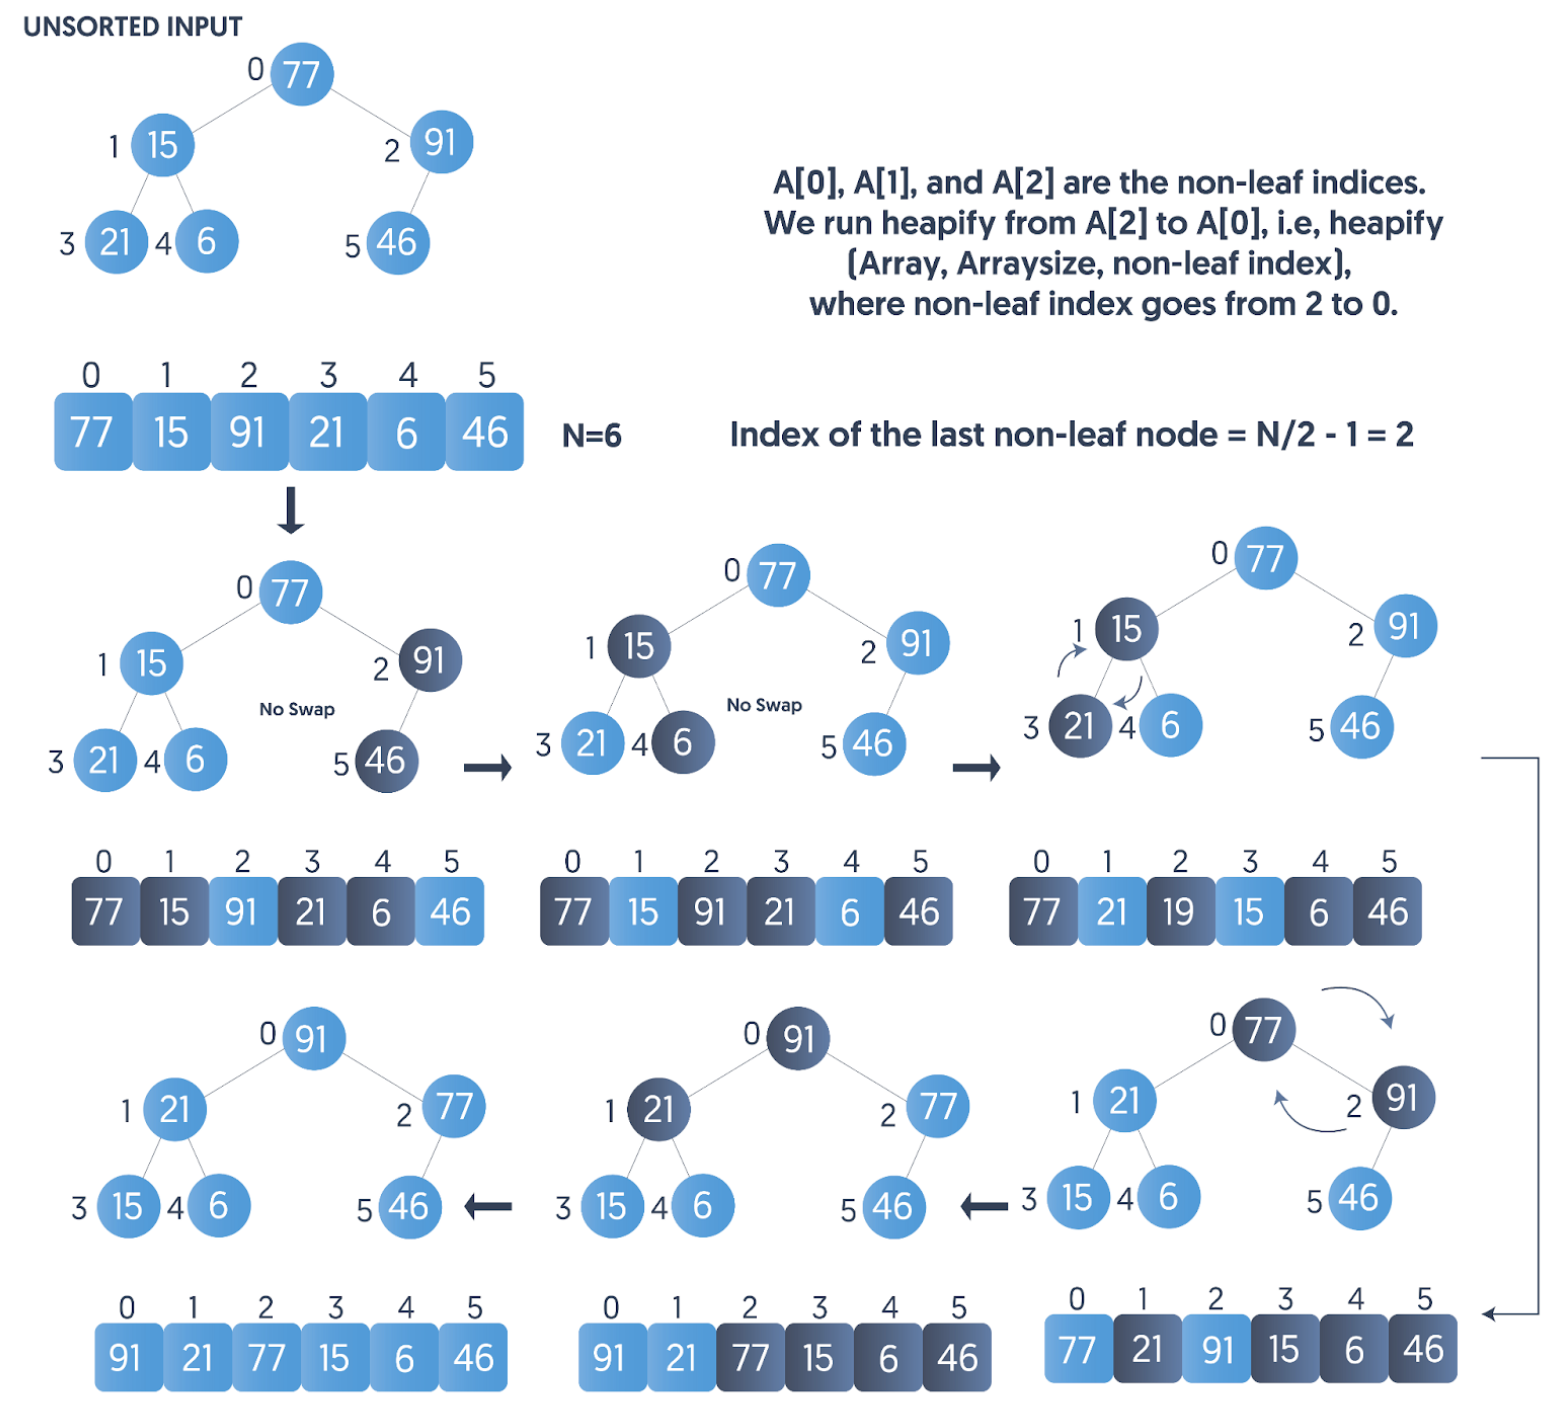 UNSORTED INPUT
0 77
1 15 2 91
3 21 4 6 5 46
A[0], A[1], and A[2] are the non-leaf indices.
We run heapify from A[2] to A[0], i.e, heapify
(Array, Arraysize, non-leaf index),
where non-leaf index goes from 2 to 0.
0 1 2 3 4 5
77 15 91 21 6 46
N=6
Index of the last non-leaf node = N/2 - 1 = 2
0 77
1 15 2 91
No Swap
3 21 4 6 5 46
0 1 2 3 4 5
77 15 91 21 6 46
0 77
1 15 2 91
No Swap
3 21 4 6 5 46
0 1 2 3 4 5
77 15 91 21 6 46
0 77
1 15 2 91
3 21 4 6 5 46
0 1 2 3 4 5
77 21 19 15 6 46
0 77
1 21 2 91
3 15 4 6 5 46
0 1 2 3 4 5
77 21 91 15 6 46
0 91
1 21 2 77
3 15 4 6 5 46
0 1 2 3 4 5
91 21 77 15 6 46
0 91
1 21 2 77
3 15 4 6 5 46
0 1 2 3 4 5
91 21 77 15 6 46